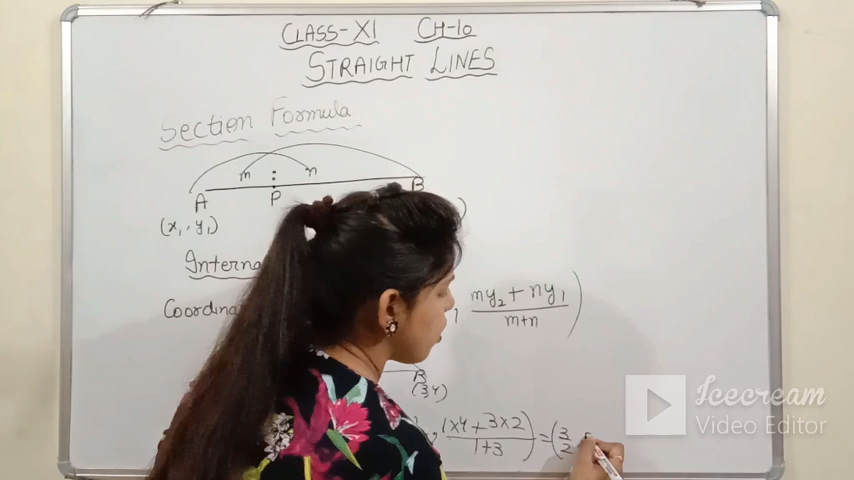 CLASS-XI CH-10
STRAIGHT LINES
Section Formula
m : n
A P B
(x₁, y₁) )
Interna
Coordina , my₂ + ny₁ / m+n )
B
(3,4)
, 1×4 + 3×2 / 1+3 ) = ( 3/2
Icecream
Video Editor